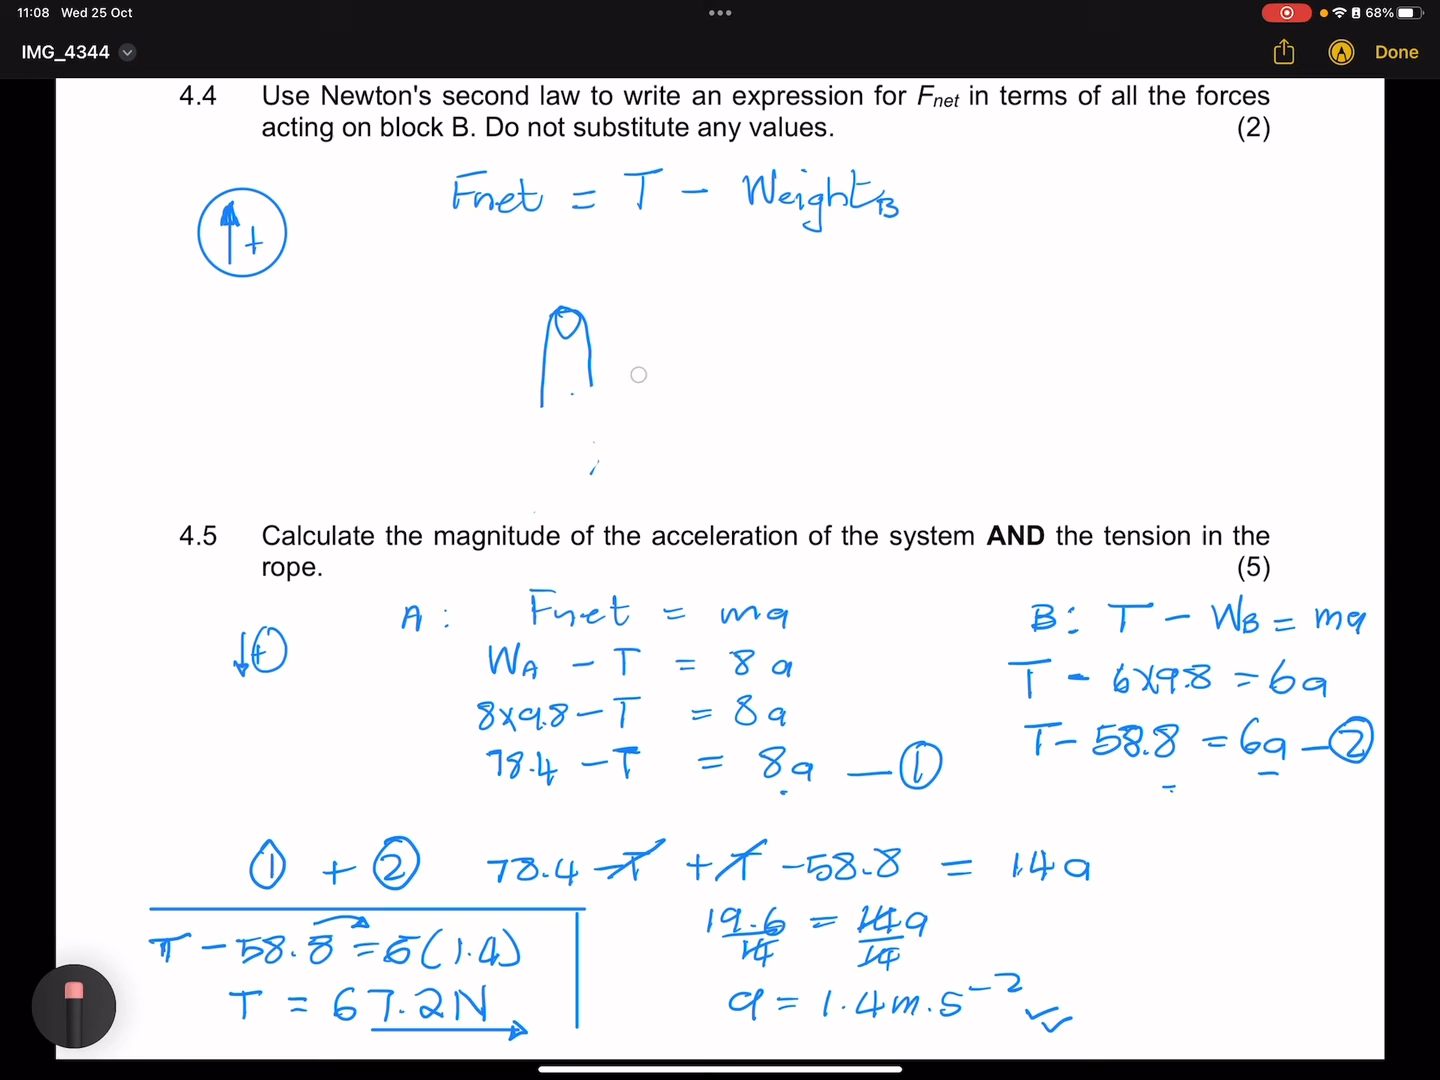 11:08 Wed 25 Oct
68%
IMG_4344
Done
4.4 Use Newton's second law to write an expression for Fnet in terms of all the forces
acting on block B. Do not substitute any values. (2)
Fnet = T - WeightB
↑+
4.5 Calculate the magnitude of the acceleration of the system AND the tension in the
rope. (5)
A: Fnet = ma
↓+
WA - T = 8a
8×9.8 - T = 8a
78.4 - T = 8a — ①
B: T - WB = ma
T - 6×9.8 = 6a
T - 58.8 = 6a — ②
① + ② 78.4 - T + T - 58.8 = 14a
19.6/14 = 14a/14
a = 1.4m.s⁻²
T - 58.8 = 6(1.4)
T = 67.2N